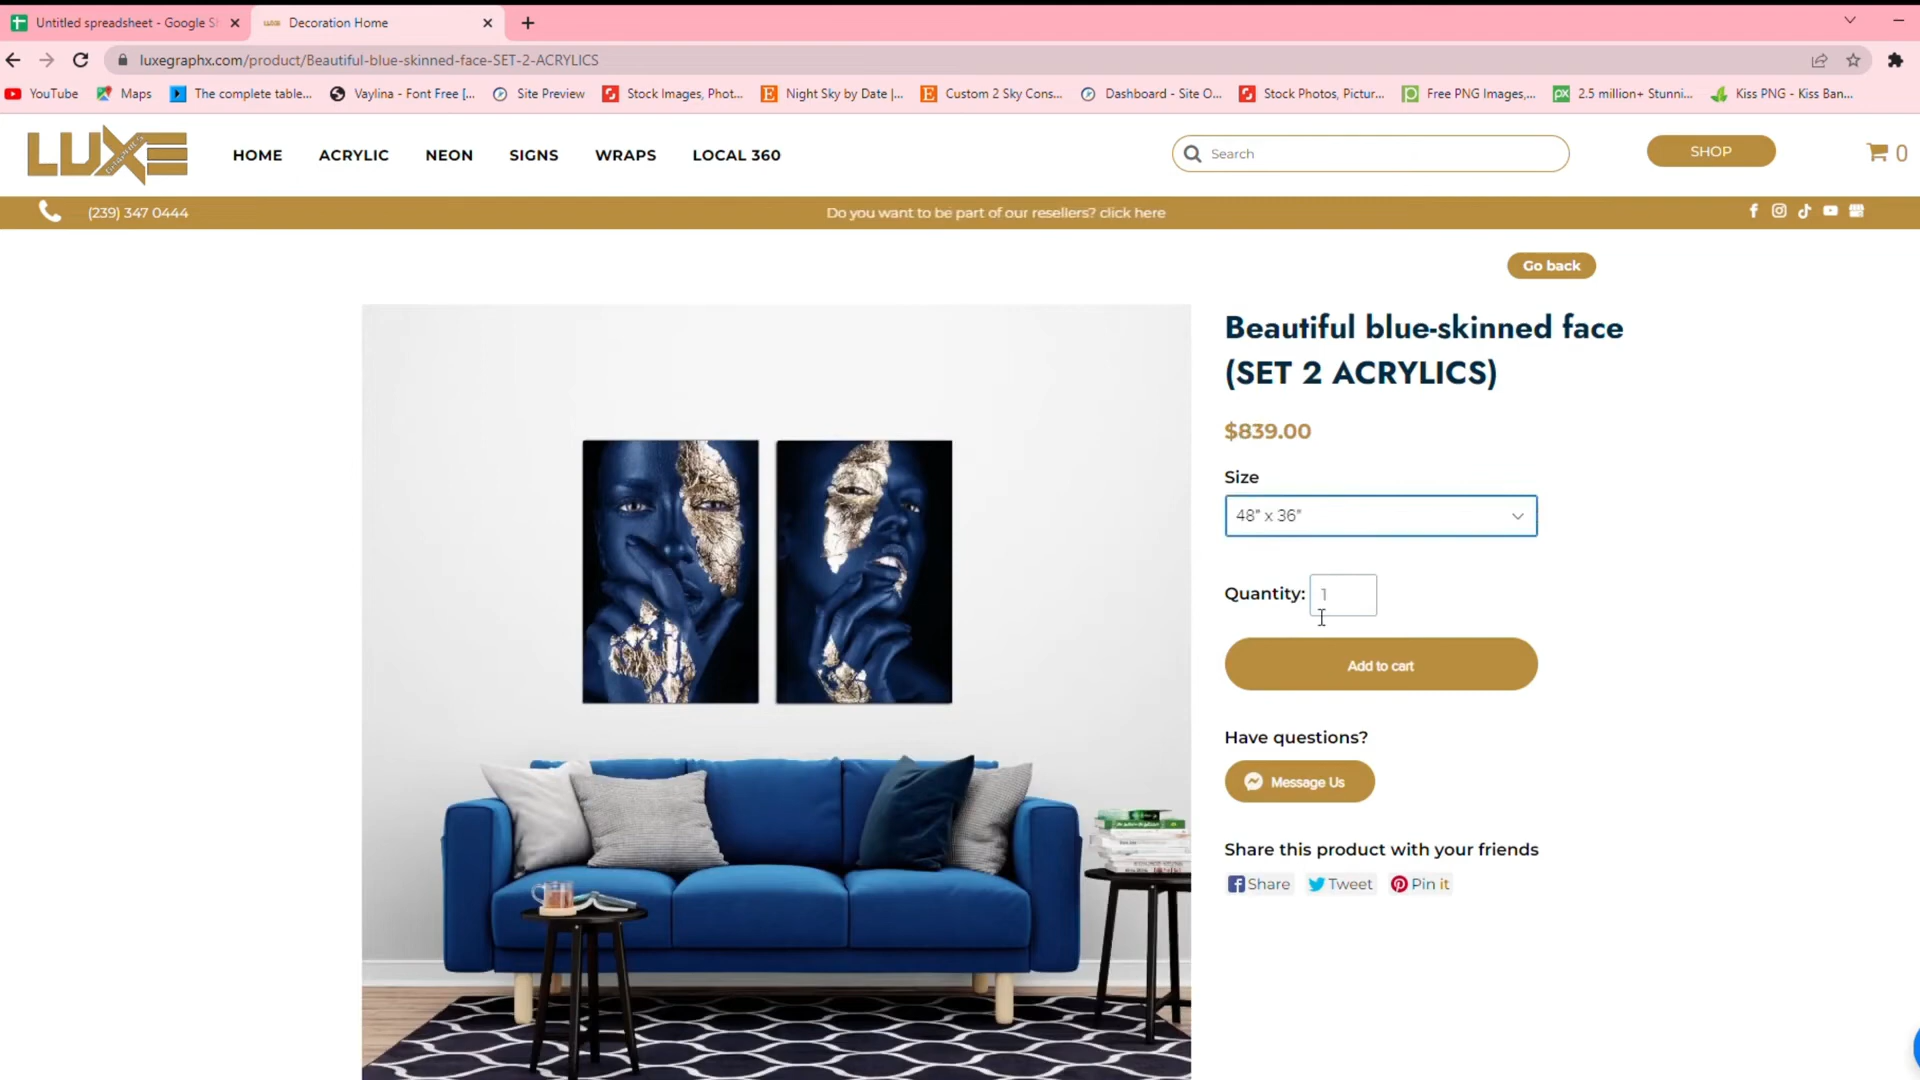 Untitled spreadsheet - Google Sh
LUXE Decoration Home
luxegraphx.com/product/Beautiful-blue-skinned-face-SET-2-ACRYLICS
YouTube Maps The complete table... Vaylina - Font Free [... Site Preview Stock Images, Phot... Night Sky by Date |... Custom 2 Sky Cons... Dashboard - Site O... Stock Photos, Pictur... Free PNG Images,... 2.5 million+ Stunni... Kiss PNG - Kiss Ban...
LUXE HOME ACRYLIC NEON SIGNS WRAPS LOCAL 360 Search SHOP 0
(239) 347 0444 Do you want to be part of our resellers? click here
Go back
Beautiful blue-skinned face
(SET 2 ACRYLICS)
$839.00
Size
48" x 36"
Quantity: 1
Add to cart
Have questions?
Message Us
Share this product with your friends
Share Tweet Pin it